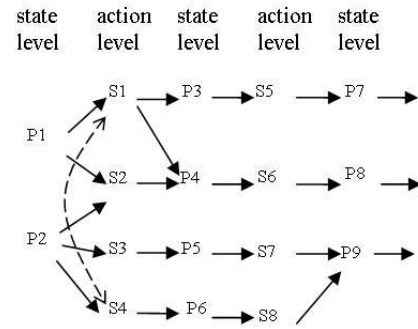 state action state action state
level level level level level
S1 P3 S5 P7
P1
S2 P4 S6 P8
P2
S3 P5 S7 P9
S4 P6 S8